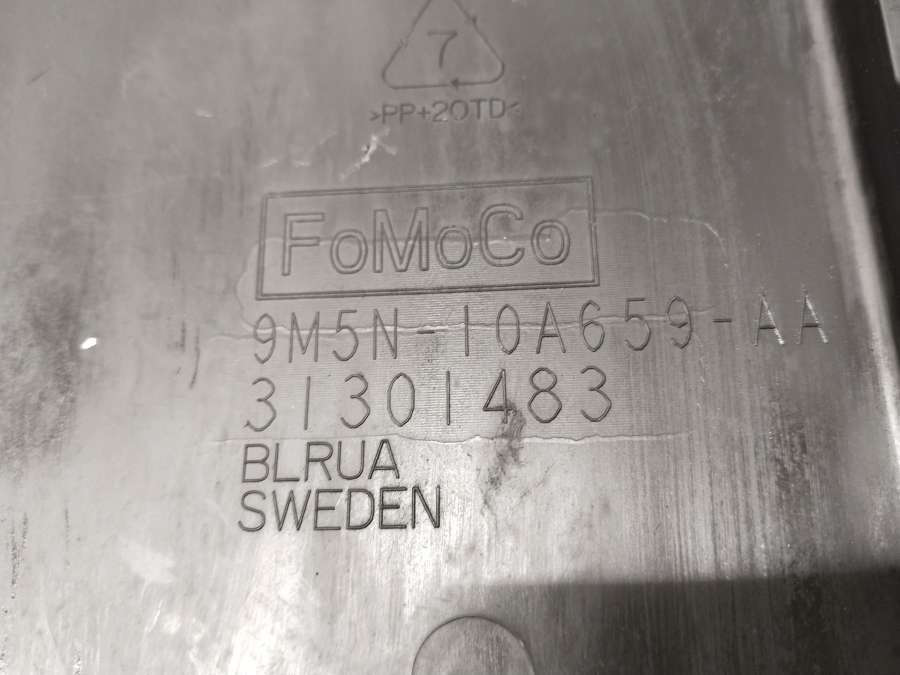 7
>PP+20TD<
FoMoCo
9M5N-10A659-AA
31301483
BLRUA
SWEDEN